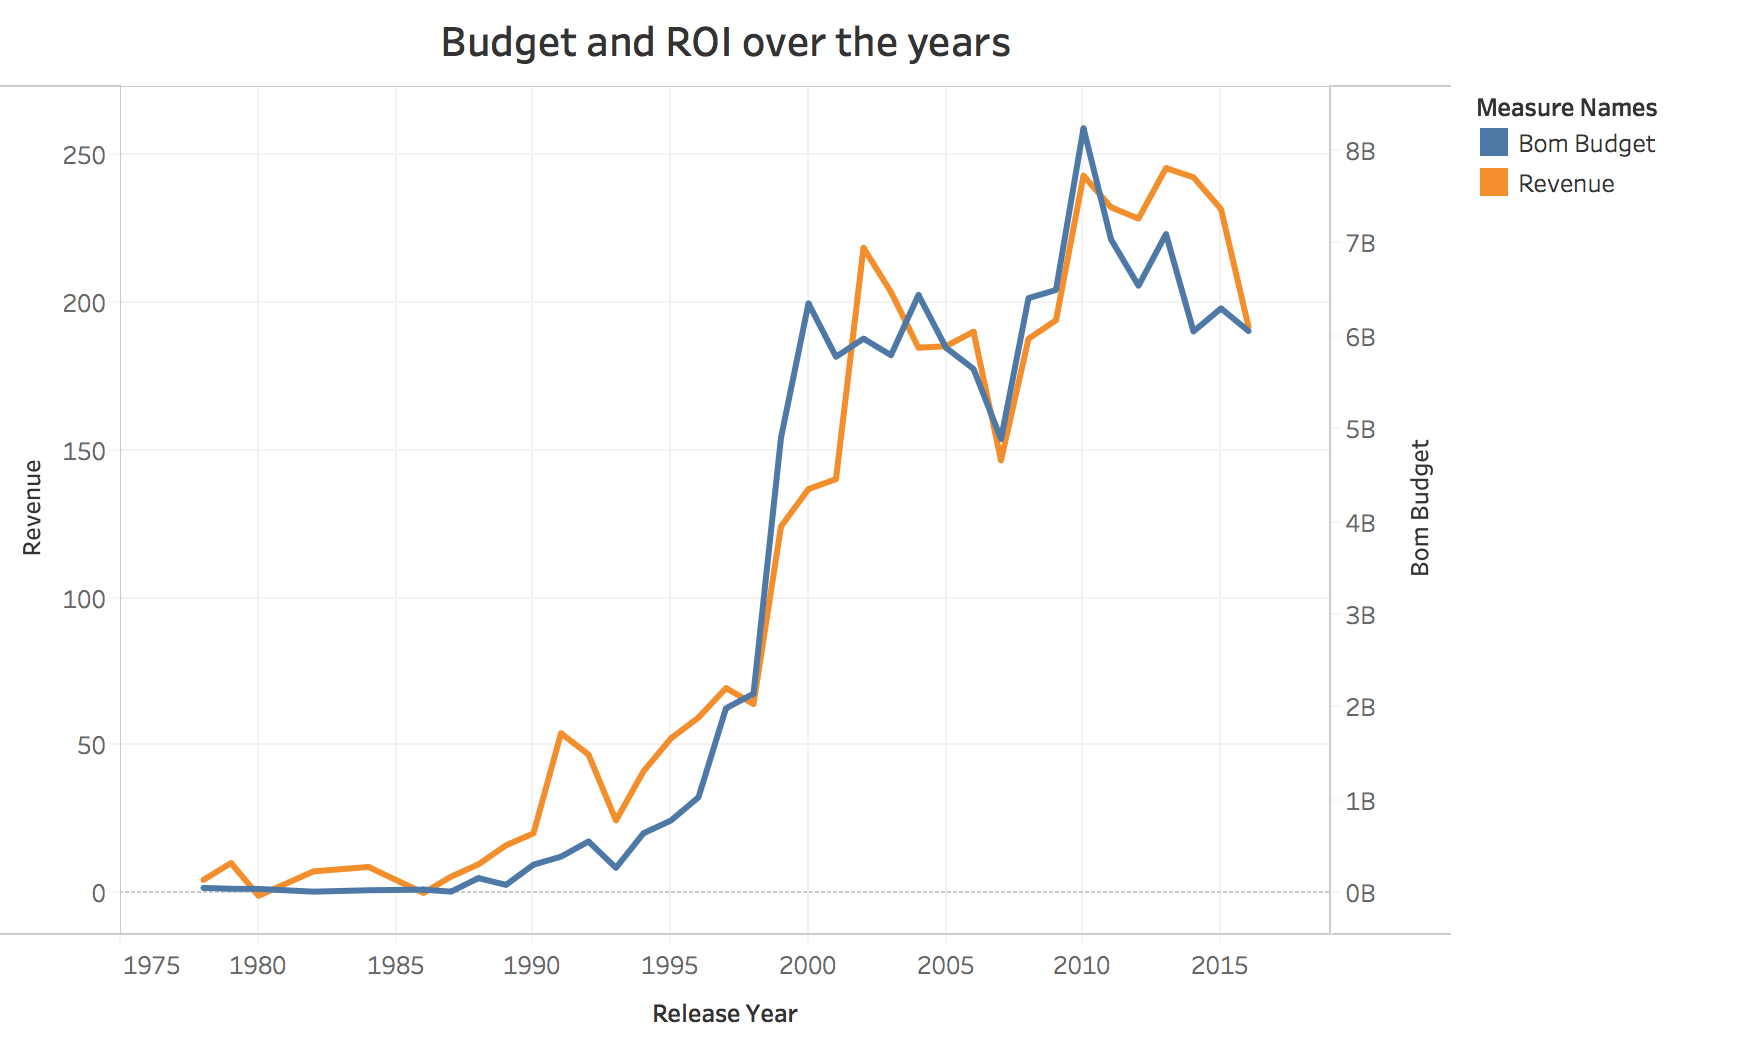 Budget and ROI over the years
Measure Names
Bom Budget
Revenue
250
200
150
100
50
0
Revenue
8B
7B
6B
5B
4B
3B
2B
1B
0B
Bom Budget
1975 1980 1985 1990 1995 2000 2005 2010 2015
Release Year